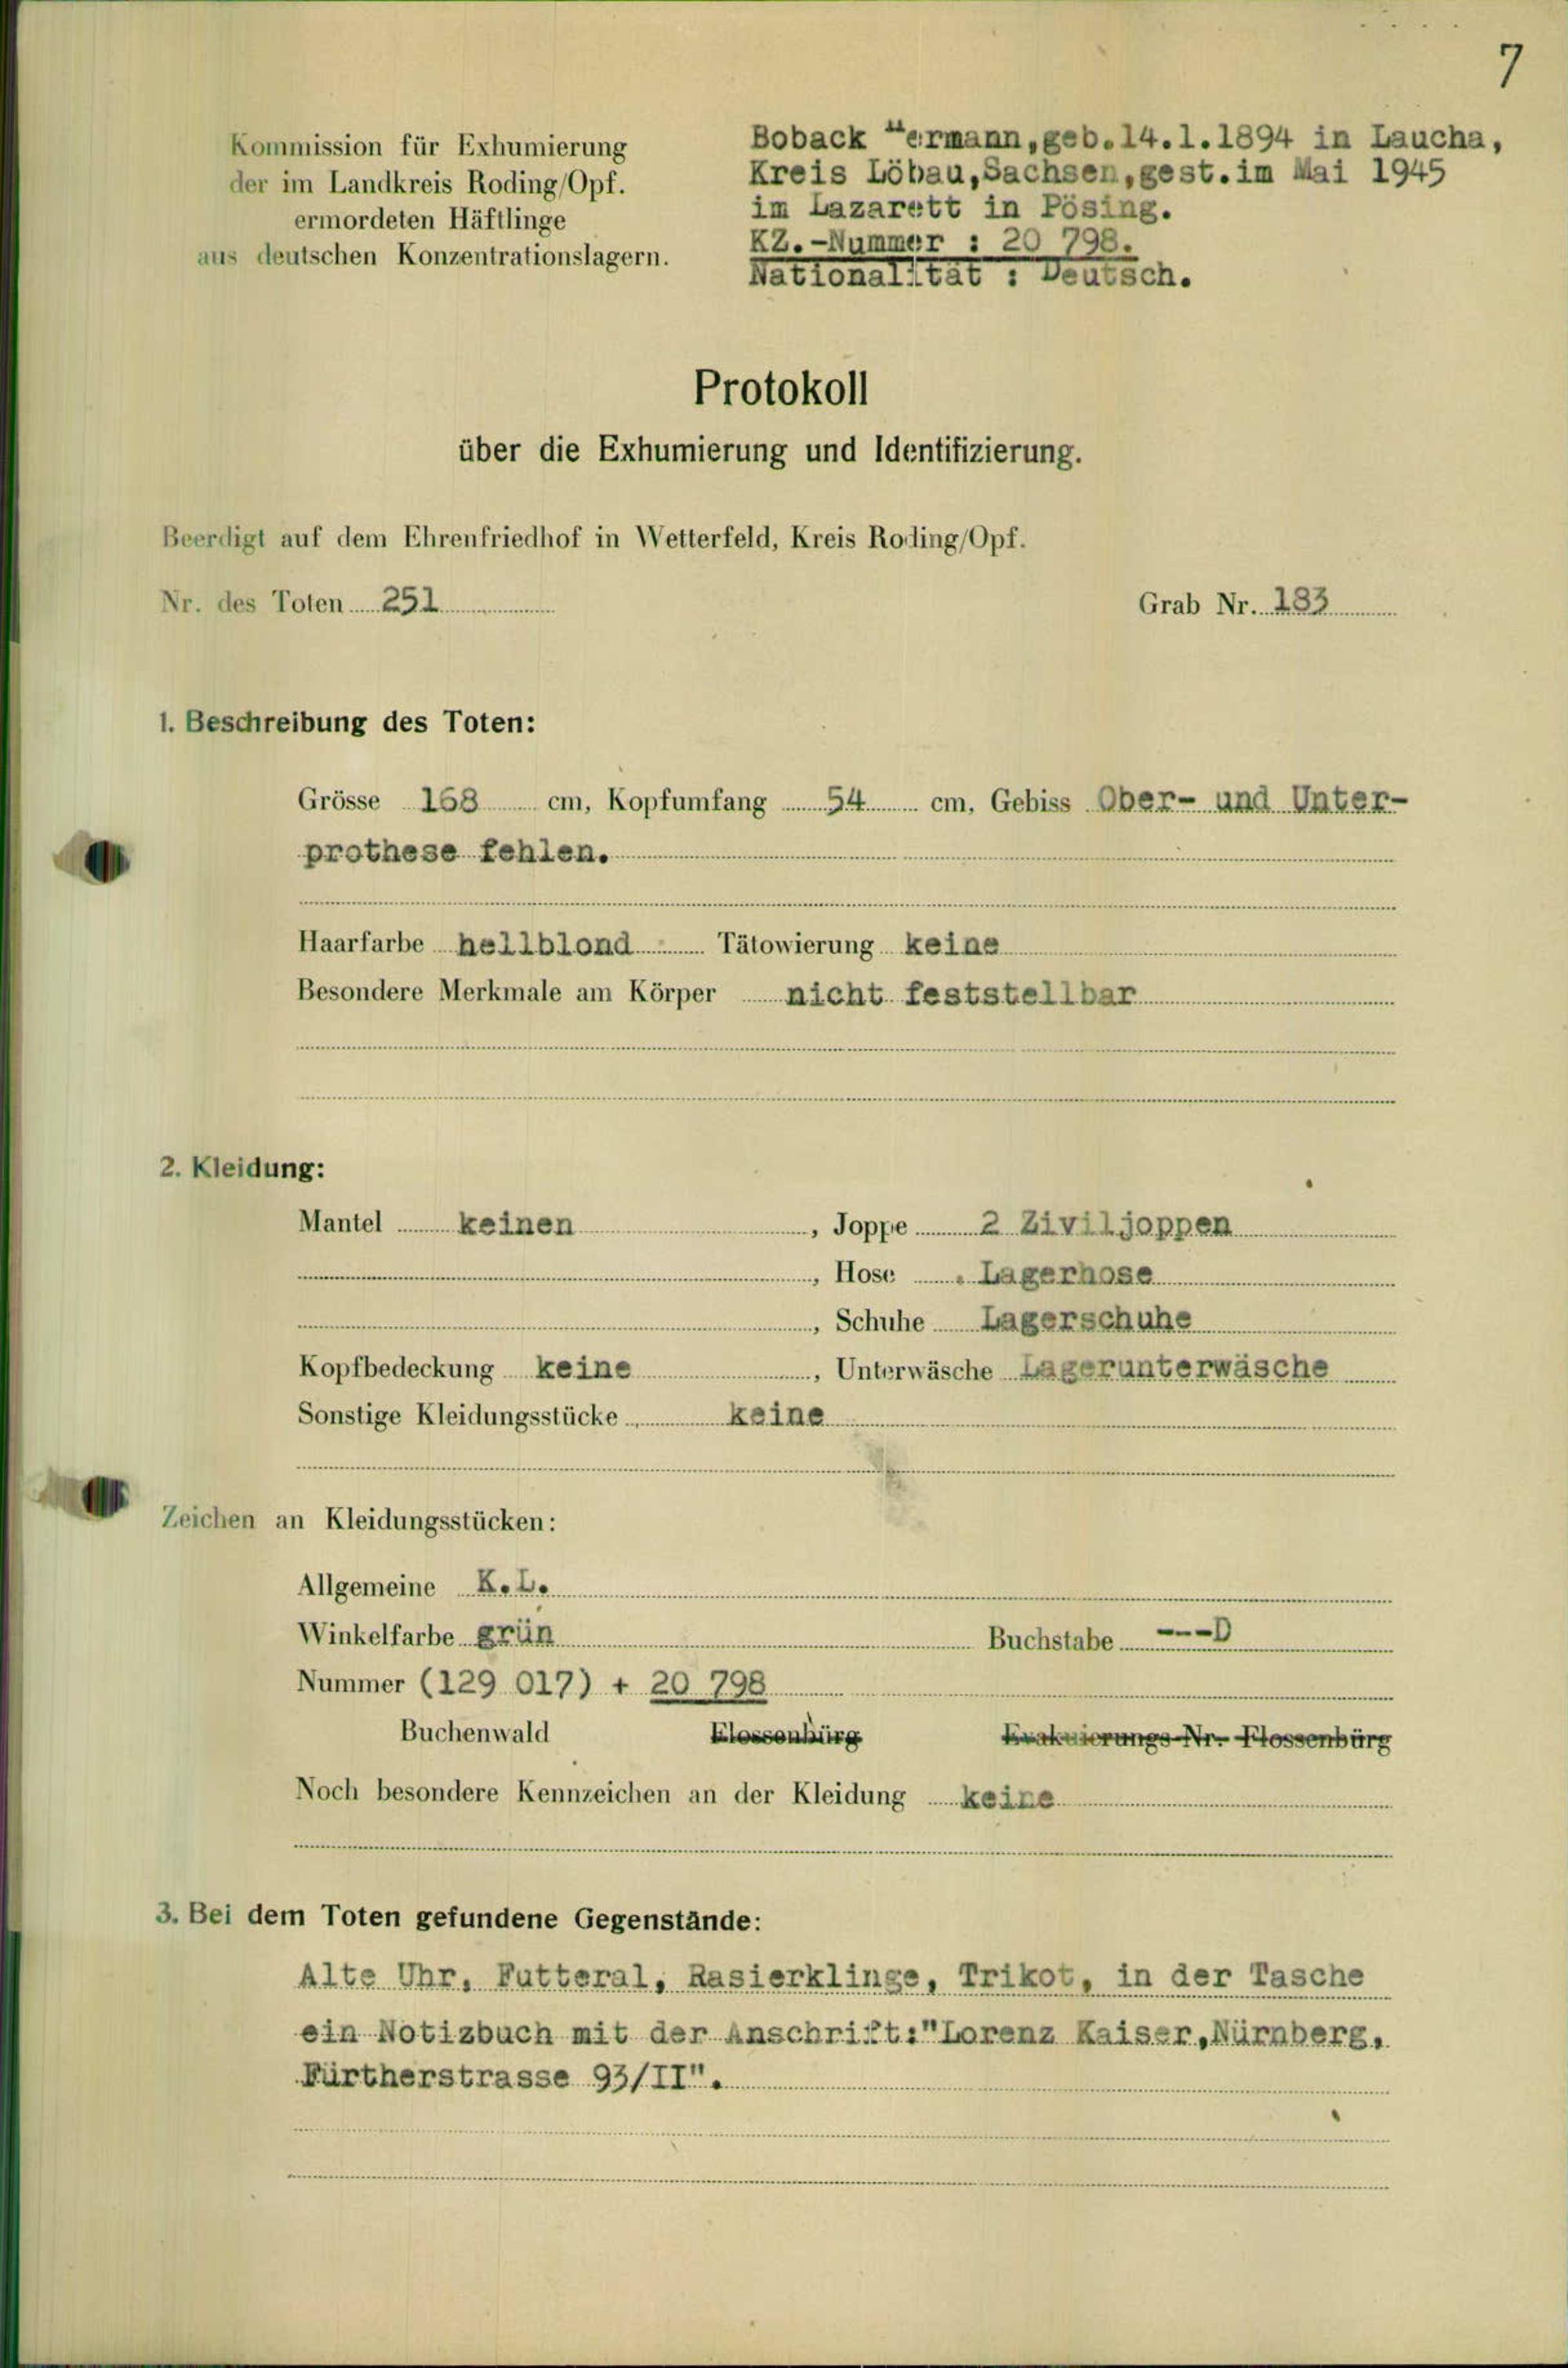 7
Kommission für Exhumierung
der im Landkreis Roding/Opf.
ermordeten Häftlinge
aus deutschen Konzentrationslagern.
Boback Hermann,geb.14.1.1894 in Laucha,
Kreis Löbau,Sachsen,gest.im Mai 1945
im Lazarett in Pösing.
KZ.-Nummer : 20 798.
Nationalität : Deutsch.
Protokoll
über die Exhumierung und Identifizierung.
Beerdigt auf dem Ehrenfriedhof in Wetterfeld, Kreis Roding/Opf.
Nr. des Toten 251 Grab Nr. 183
1. Beschreibung des Toten:
Grösse 168 cm, Kopfumfang 54 cm, Gebiss Ober- und Unter-
prothese fehlen.
Haarfarbe hellblond Tätowierung keine
Besondere Merkmale am Körper nicht feststellbar
2. Kleidung:
Mantel keinen, Joppe 2 Ziviljoppen
, Hose . Lagerhose
, Schuhe Lagerschuhe
Kopfbedeckung keine, Unterwäsche Lagerunterwäsche
Sonstige Kleidungsstücke keine
Zeichen an Kleidungsstücken:
Allgemeine K.L.
Winkelfarbe grün Buchstabe ---D
Nummer (129 017) + 20 798
Buchenwald Flossenbürg Evakuierungs-Nr. Flossenbürg
Noch besondere Kennzeichen an der Kleidung keine
3. Bei dem Toten gefundene Gegenstände:
Alte Uhr, Futteral, Rasierklinge, Trikot, in der Tasche
ein Notizbuch mit der Anschrift:"Lorenz Kaiser,Nürnberg,
Fürtherstrasse 93/II".